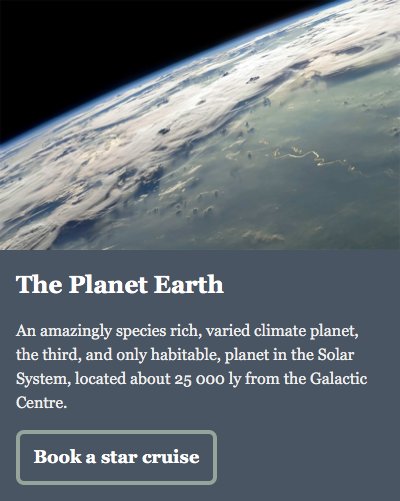 The Planet Earth
An amazingly species rich, varied climate planet,
the third, and only habitable, planet in the Solar
System, located about 25 000 ly from the Galactic
Centre.
Book a star cruise